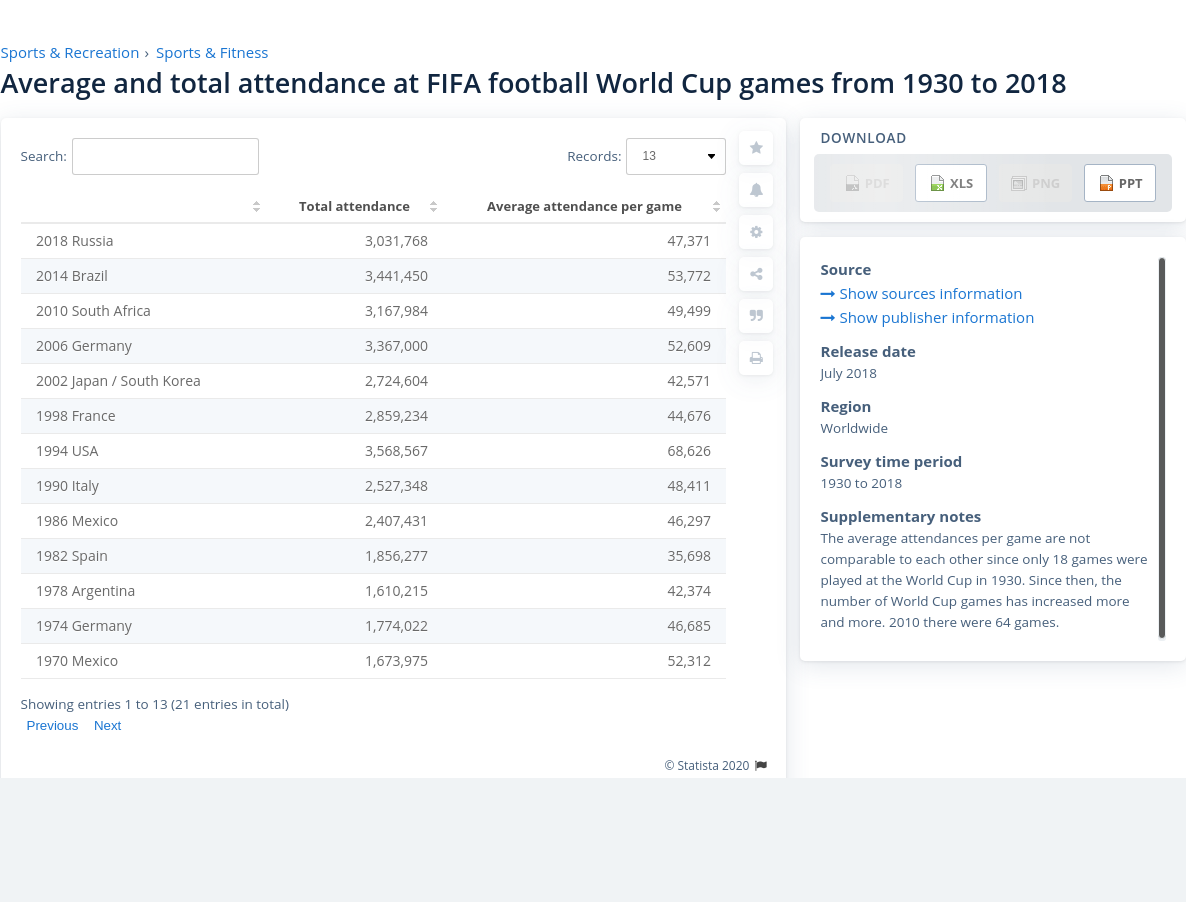 Sports & Recreation › Sports & Fitness
Average and total attendance at FIFA football World Cup games from 1930 to 2018
Search:
Records: 13
Total attendance Average attendance per game
2018 Russia 3,031,768 47,371
2014 Brazil 3,441,450 53,772
2010 South Africa 3,167,984 49,499
2006 Germany 3,367,000 52,609
2002 Japan / South Korea 2,724,604 42,571
1998 France 2,859,234 44,676
1994 USA 3,568,567 68,626
1990 Italy 2,527,348 48,411
1986 Mexico 2,407,431 46,297
1982 Spain 1,856,277 35,698
1978 Argentina 1,610,215 42,374
1974 Germany 1,774,022 46,685
1970 Mexico 1,673,975 52,312
Showing entries 1 to 13 (21 entries in total)
Previous Next
© Statista 2020
DOWNLOAD
PDF XLS PNG PPT
Source
Show sources information
Show publisher information
Release date
July 2018
Region
Worldwide
Survey time period
1930 to 2018
Supplementary notes
The average attendances per game are not
comparable to each other since only 18 games were
played at the World Cup in 1930. Since then, the
number of World Cup games has increased more
and more. 2010 there were 64 games.